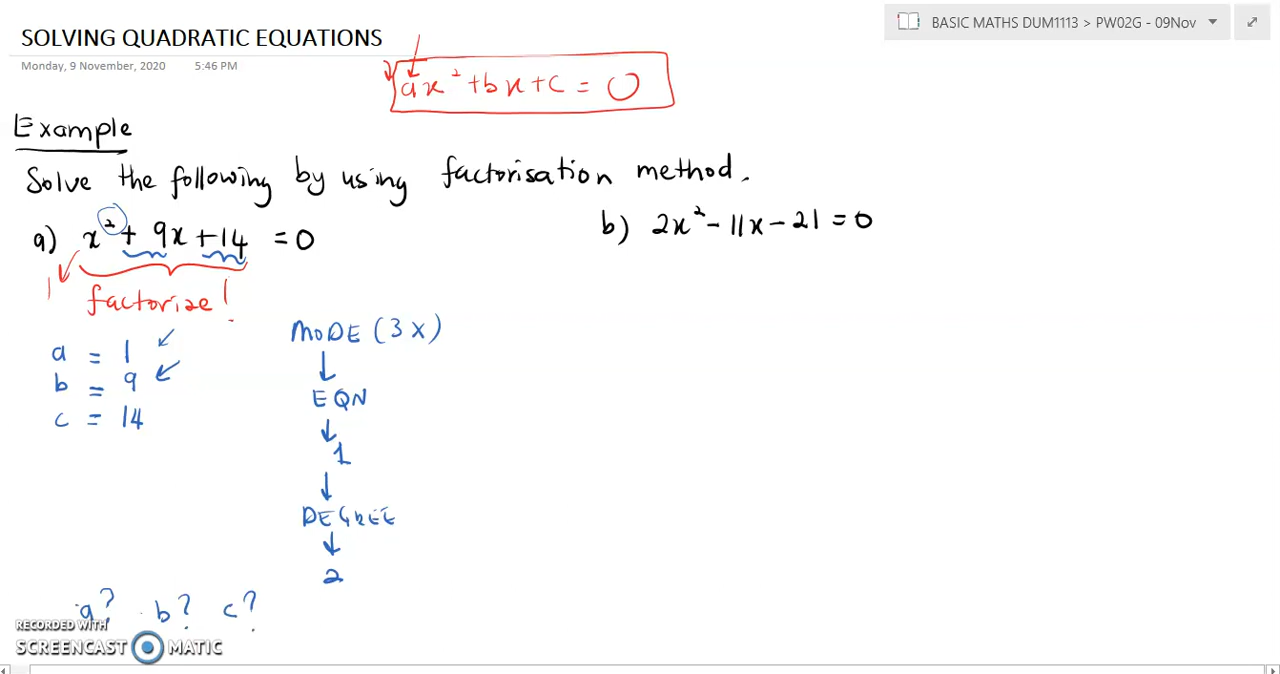 BASIC MATHS DUM1113 > PW02G - 09Nov
SOLVING QUADRATIC EQUATIONS
Monday, 9 November, 2020 5:46 PM
ax² + bx + c = 0
Example
Solve the following by using factorisation method.
a) x² + 9x + 14 = 0
b) 2x² - 11x - 21 = 0
1
factorize!
a = 1
b = 9
c = 14
MODE (3x)
↓
EQN
↓
1
↓
DEGREE
↓
2
a? b? c?
RECORDED WITH
SCREENCAST MATIC